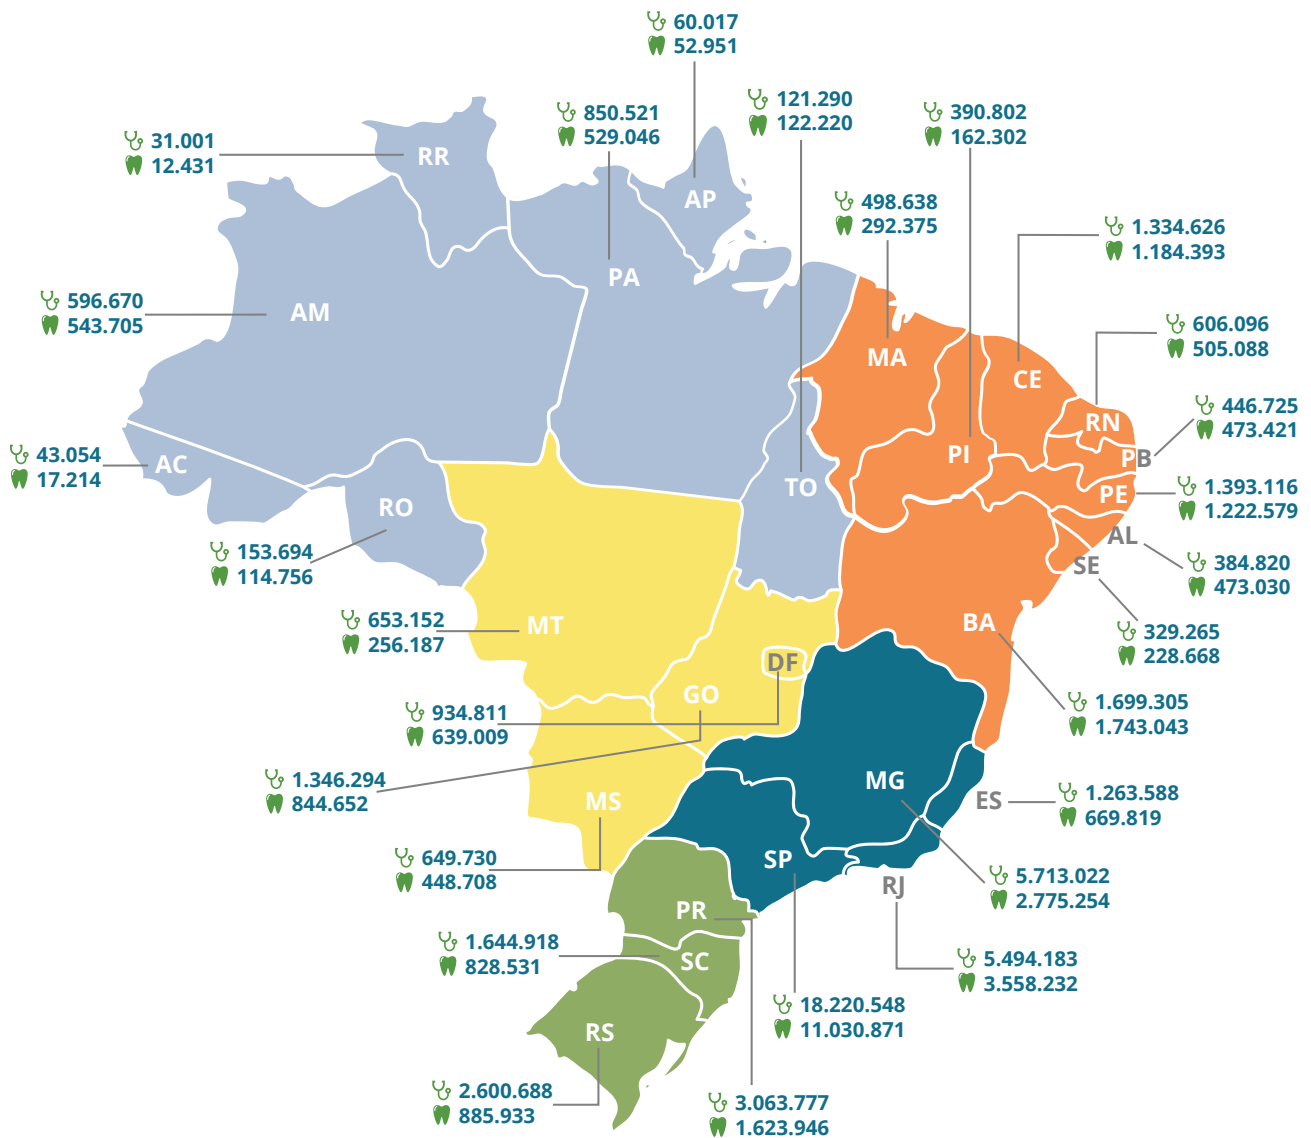 60.017
52.951
121.290
122.220
850.521
529.046
390.802
162.302
31.001
12.431
RR
AP
498.638
292.375
1.334.626
1.184.393
PA
596.670
543.705
AM
606.096
505.088
MA
CE
446.725
473.421
RN
43.054
17.214
AC
PI
PB
TO
PE
1.393.116
1.222.579
RO
AL
153.694
114.756
SE
384.820
473.030
653.152
256.187
MT
BA
329.265
228.668
DF
GO
1.699.305
1.743.043
934.811
639.009
1.346.294
844.652
MG
MS
ES
1.263.588
669.819
649.730
448.708
SP
RJ
5.713.022
2.775.254
PR
1.644.918
828.531
SC
5.494.183
3.558.232
18.220.548
11.030.871
RS
2.600.688
885.933
3.063.777
1.623.946